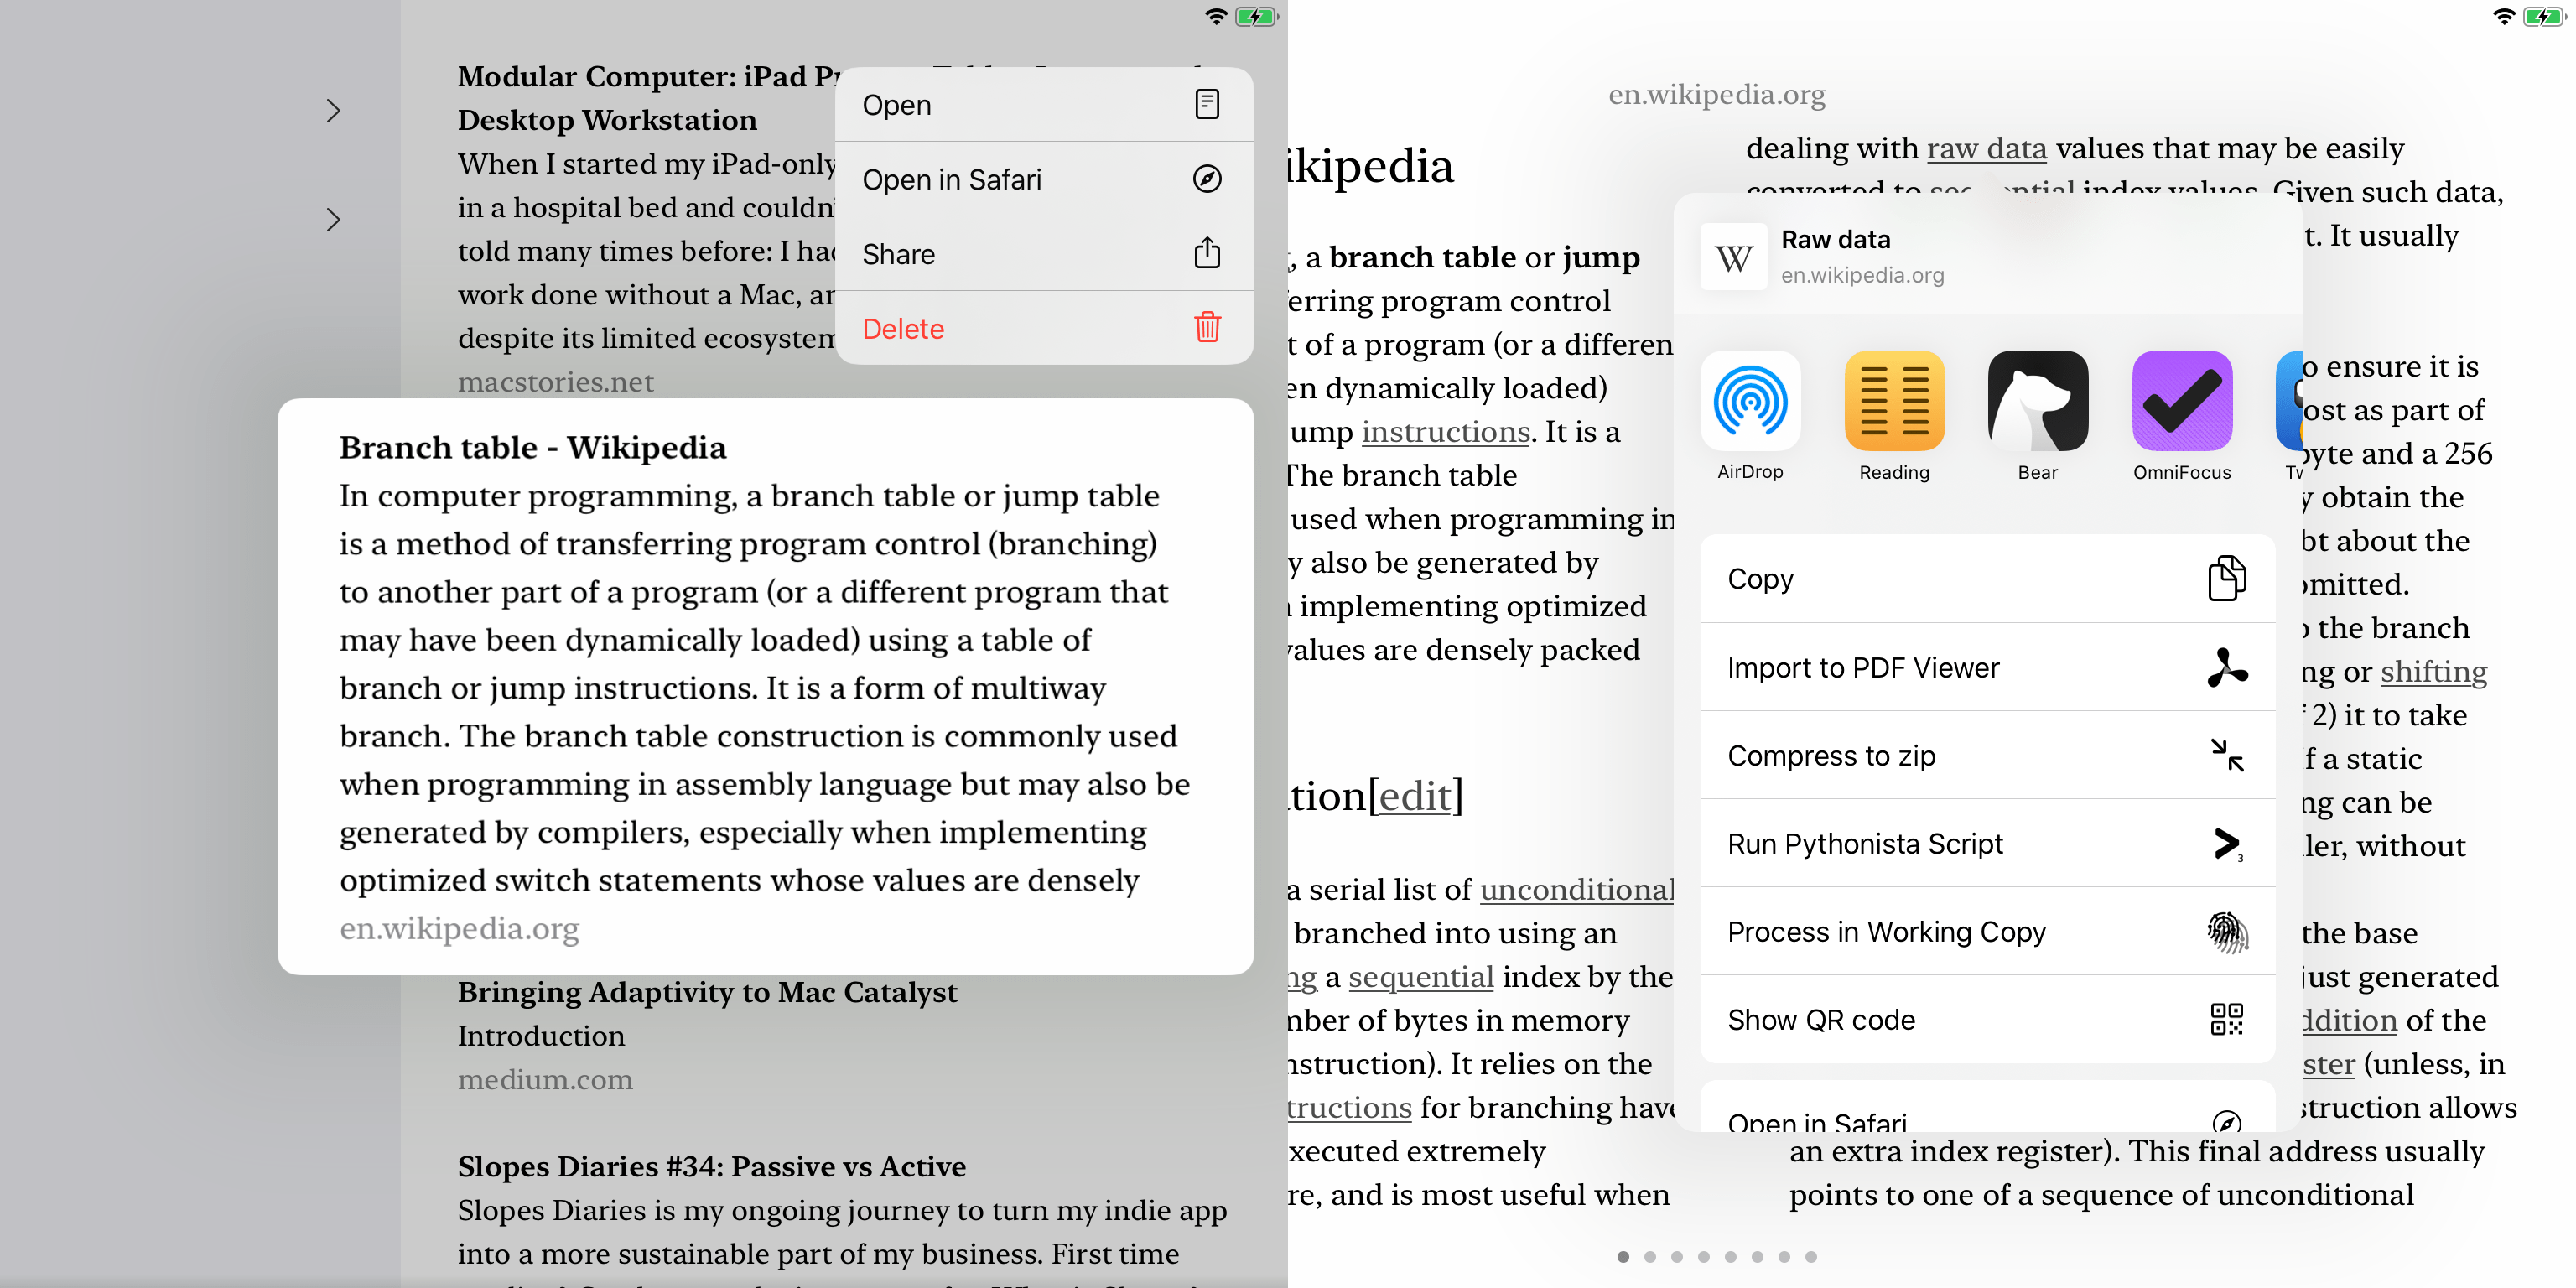 Modular Computer: iPad
Desktop Workstation
When I started my iPad-only
in a hospital bed and
told many times before: I
work done without a Mac,
despite its limited
macstories.net
Open
Open in Safari
Share
Delete
Branch table - Wikipedia
In computer programming, a branch table or jump table
is a method of transferring program control (branching)
to another part of a program (or a different program that
may have been dynamically loaded) using a table of
branch or jump instructions. It is a form of multiway
branch. The branch table construction is commonly used
when programming in assembly language but may also be
generated by compilers, especially when implementing
optimized switch statements whose values are densely
en.wikipedia.org
Bringing Adaptivity to Mac Catalyst
Introduction
medium.com
Slopes Diaries #34: Passive vs Active
Slopes Diaries is my ongoing journey to turn my indie app
into a more sustainable part of my business. First time
en.wikipedia.org
ikipedia
, a branch table or jump
erring program control
t of a program (or a differen
en dynamically loaded)
ump instructions. It is a
The branch table
used when programming in
y also be generated by
implementing optimized
values are densely packed
tion[edit]
a serial list of unconditional
branched into using an
ng a sequential index by the
mber of bytes in memory
nstruction). It relies on the
tructions for branching have
xecuted extremely
re, and is most useful when
dealing with raw data values that may be easily
converted to sequential index values. Given such data,
t. It usually
o ensure it is
ost as part of
byte and a 256
y obtain the
bt about the
omitted.
the branch
ng or shifting
2) it to take
If a static
ng can be
ler, without
the base
just generated
ddition of the
ster (unless, in
struction allows
an extra index register). This final address usually
points to one of a sequence of unconditional
Raw data
en.wikipedia.org
AirDrop
Reading
Bear
OmniFocus
Tw
Copy
Import to PDF Viewer
Compress to zip
Run Pythonista Script
Process in Working Copy
Show QR code
Open in Safari